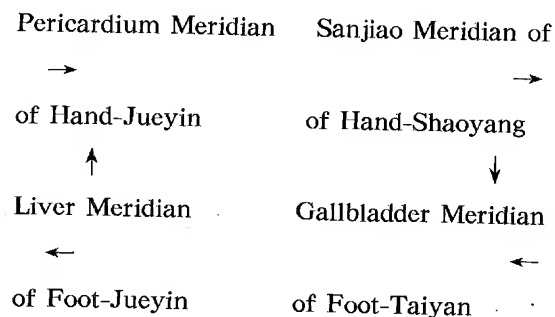 Pericardium Meridian Sanjiao Meridian of
→ →
of Hand-Jueyin of Hand-Shaoyang
↑ ↓
Liver Meridian Gallbladder Meridian
← ←
of Foot-Jueyin of Foot-Taiyan